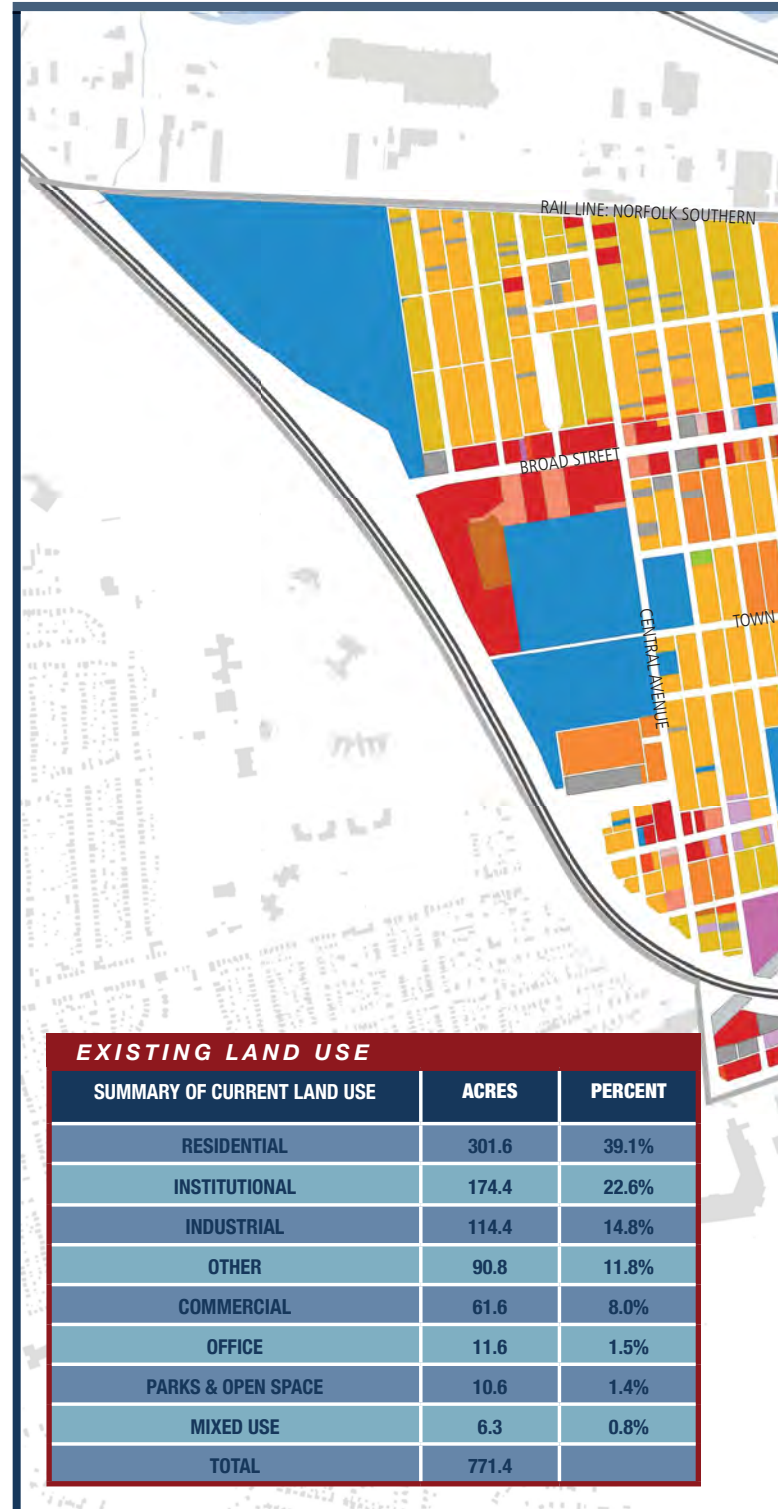 RAIL LINE: NORFOLK SOUTHERN
BROAD STREET
CENTRAL AVENUE
TOWN
EXISTING LAND USE
SUMMARY OF CURRENT LAND USE ACRES PERCENT
RESIDENTIAL 301.6 39.1%
INSTITUTIONAL 174.4 22.6%
INDUSTRIAL 114.4 14.8%
OTHER 90.8 11.8%
COMMERCIAL 61.6 8.0%
OFFICE 11.6 1.5%
PARKS & OPEN SPACE 10.6 1.4%
MIXED USE 6.3 0.8%
TOTAL 771.4